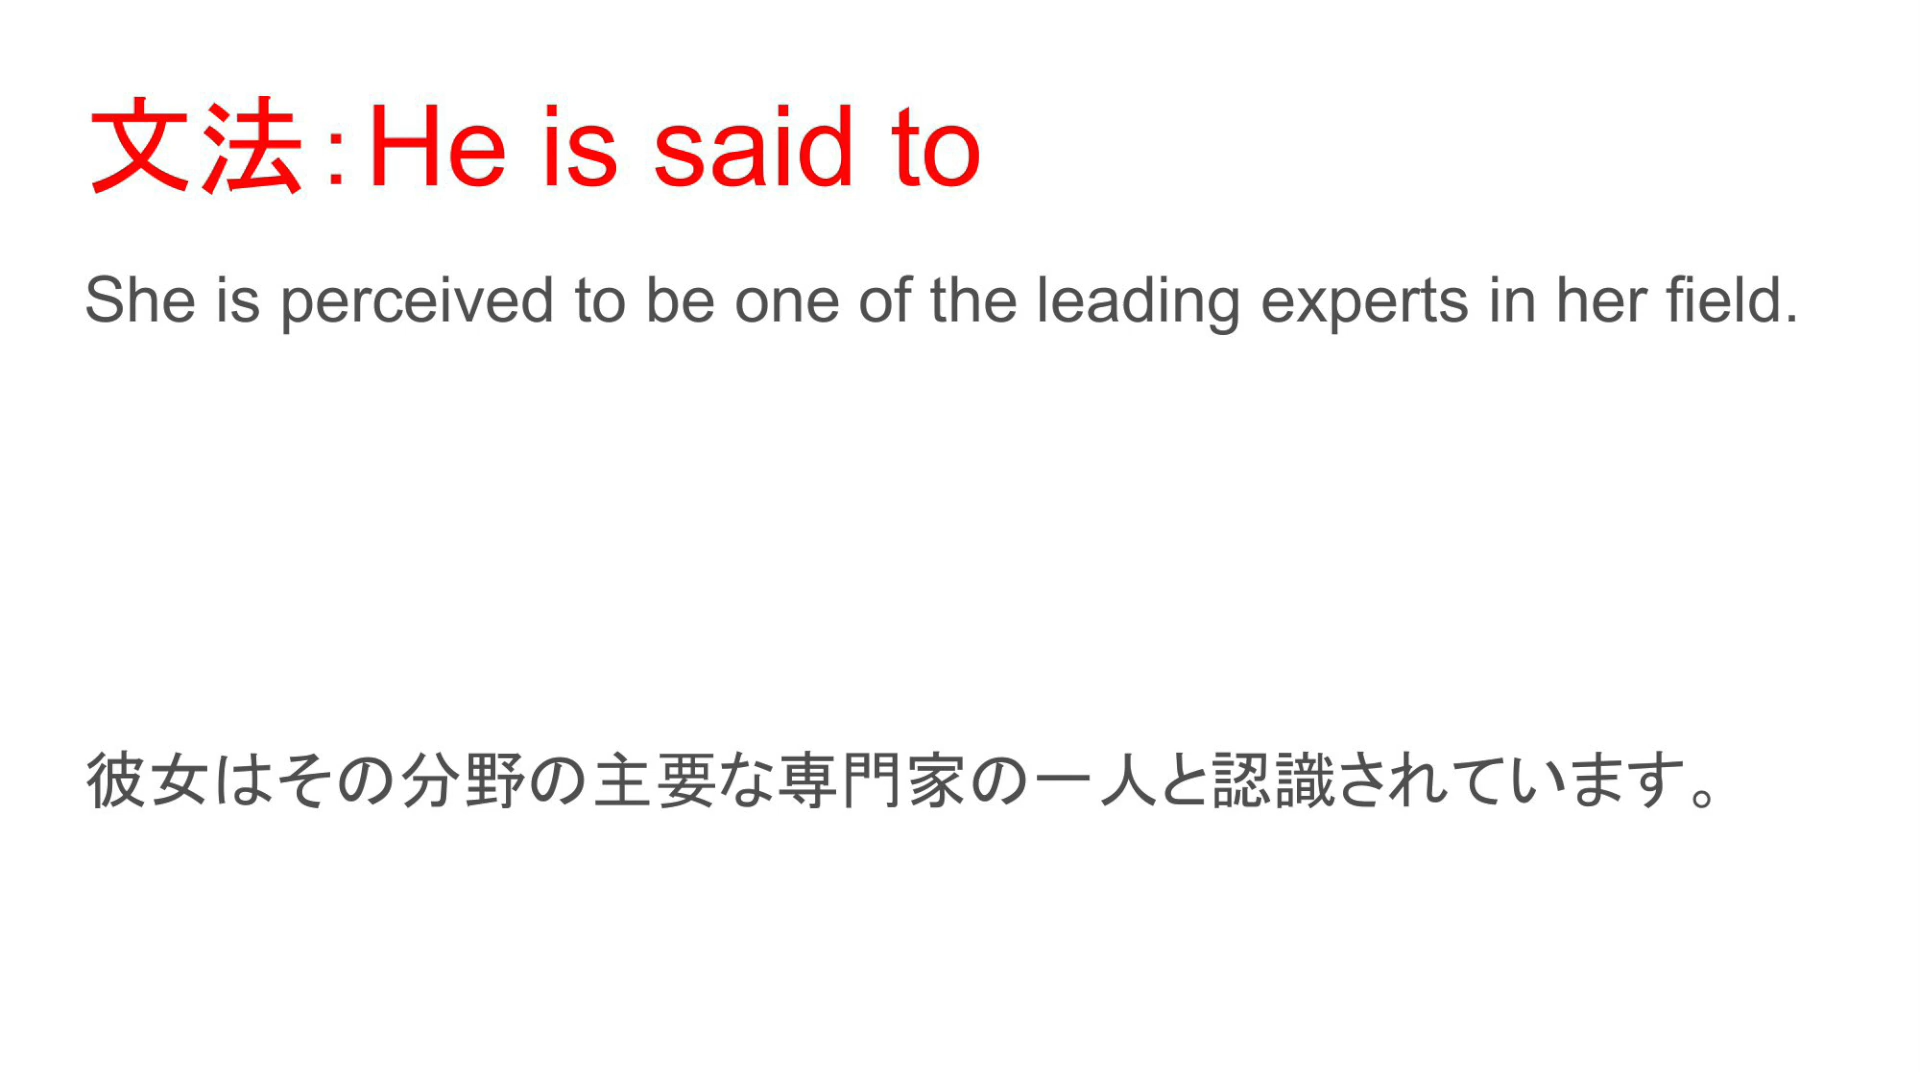 文法：He is said to
She is perceived to be one of the leading experts in her field.
彼女はその分野の主要な専門家の一人と認識されています。